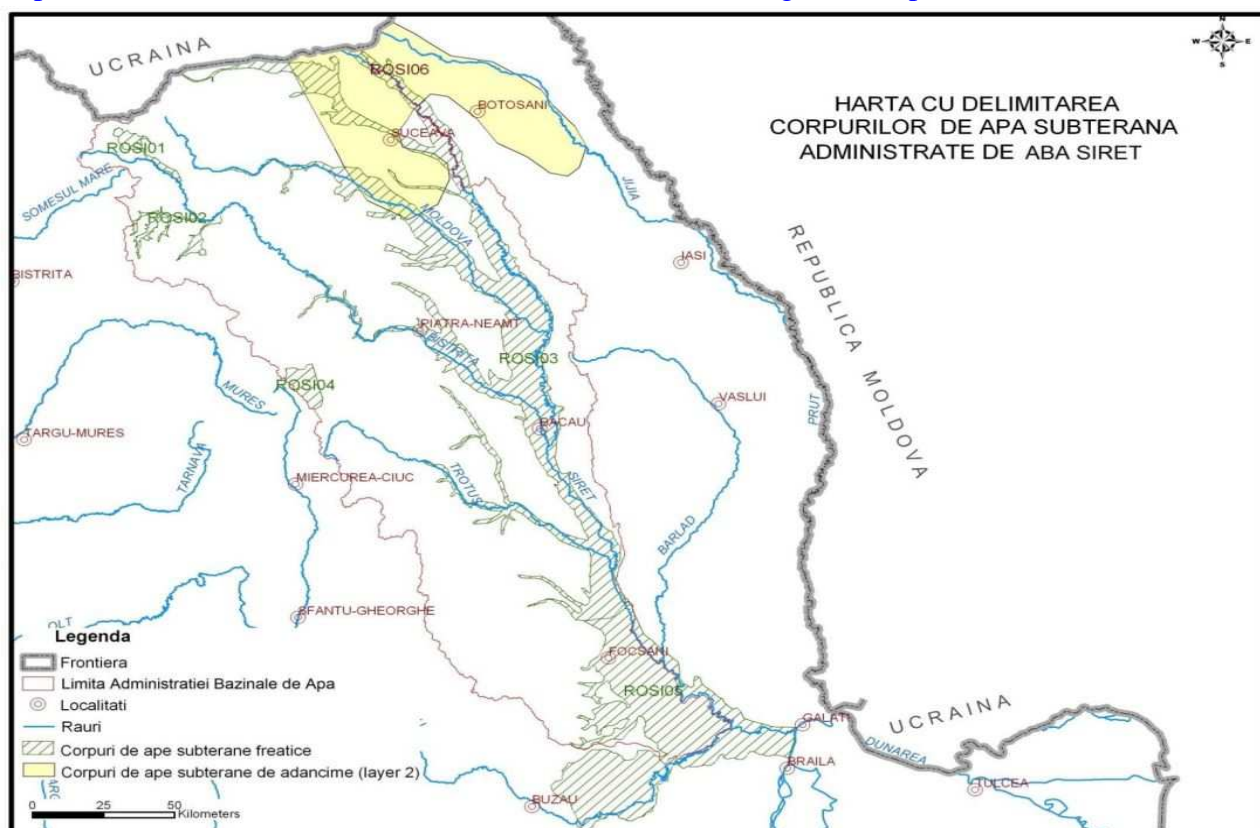 UCRAINA
N
W E
S
HARTA CU DELIMITAREA
CORPURILOR DE APA SUBTERANA
ADMINISTRATE DE ABA SIRET
ROSI06
BOTOSANI
SUCEAVA
ROSI01
SOMESUL MARE
ROSI02
MOLDOVA
JIJIA
IASI
REPUBLICA MOLDOVA
BISTRITA
PIATRA-NEAMT
BISTRITA
ROSI03
ROSI04
MURES
VASLUI
PRUT
BACAU
TARGU-MURES
TARNAVA
MIERCUREA-CIUC
TROTUS
SIRET
BARLAD
SFANTU-GHEORGHE
OLT
FOCSANI
ROSI05
GALATI
UCRAINA
DUNAREA
BRAILA
TULCEA
BUZAU
Legenda
Frontiera
Limita Administratiei Bazinale de Apa
Localitati
Rauri
Corpuri de ape subterane freatice
Corpuri de ape subterane de adancime (layer 2)
0 25 50
Kilometers